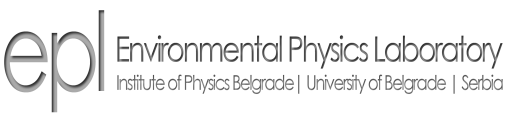 epl
Environmental Physics Laboratory
Institute of Physics Belgrade | University of Belgrade | Serbia